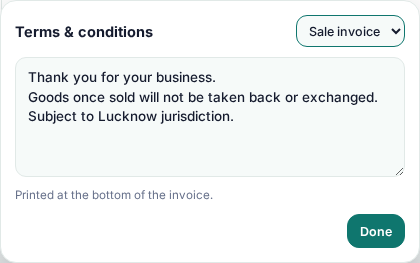 Terms & conditions
Sale invoice
Thank you for your business.
Goods once sold will not be taken back or exchanged.
Subject to Lucknow jurisdiction.
Printed at the bottom of the invoice.
Done